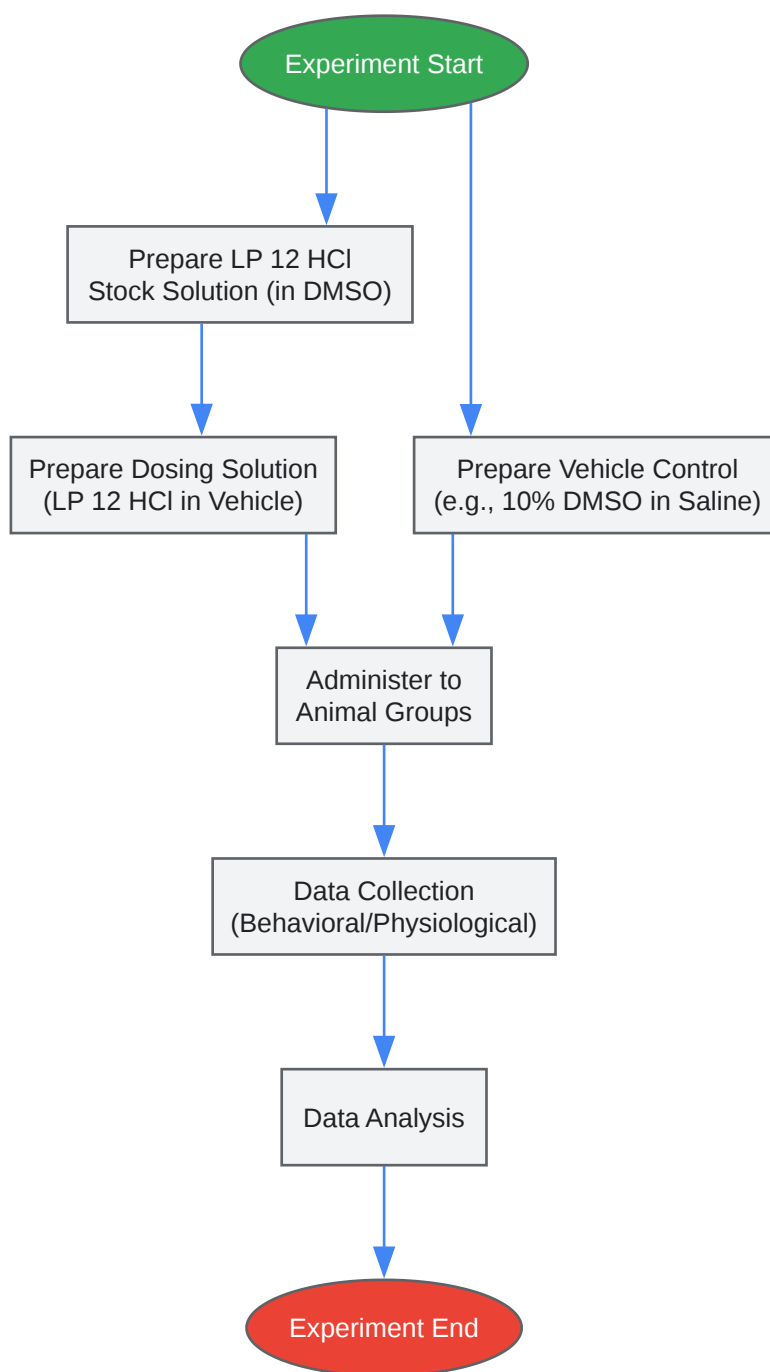 Experiment Start
Prepare LP 12 HCl
Stock Solution (in DMSO)
Prepare Dosing Solution
(LP 12 HCl in Vehicle)
Prepare Vehicle Control
(e.g., 10% DMSO in Saline)
Administer to
Animal Groups
Data Collection
(Behavioral/Physiological)
Data Analysis
Experiment End